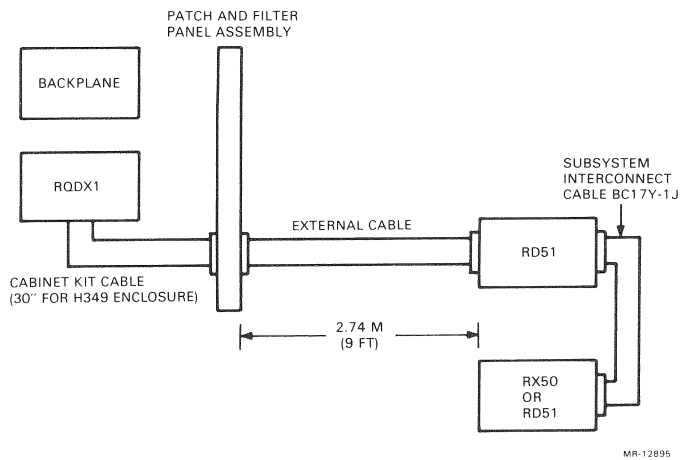 PATCH AND FILTER
PANEL ASSEMBLY
BACKPLANE
RQDX1
SUBSYSTEM
INTERCONNECT
CABLE BC17Y-1J
EXTERNAL CABLE
RD51
CABINET KIT CABLE
(30" FOR H349 ENCLOSURE)
2.74 M
(9 FT)
RX50
OR
RD51
MR-12895